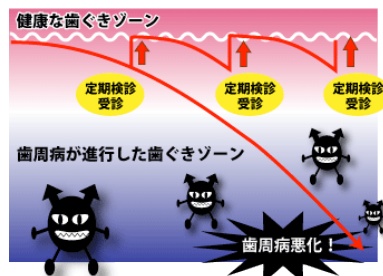 健康な歯ぐきゾーン
定期検診
受診
定期検診
受診
定期検診
受診
歯周病が進行した歯ぐきゾーン
歯周病悪化！